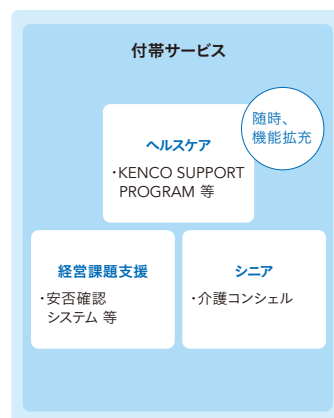 付帯サービス
随時、
機能拡充
ヘルスケア
・KENCO SUPPORT
PROGRAM 等
経営課題支援
・安否確認
システム 等
シニア
・介護コンシェル